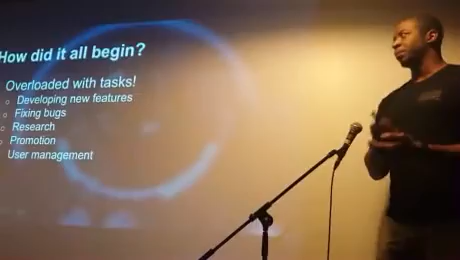 How did it all begin?
Overloaded with tasks!
Developing new features
Fixing bugs
Research
Promotion
User management